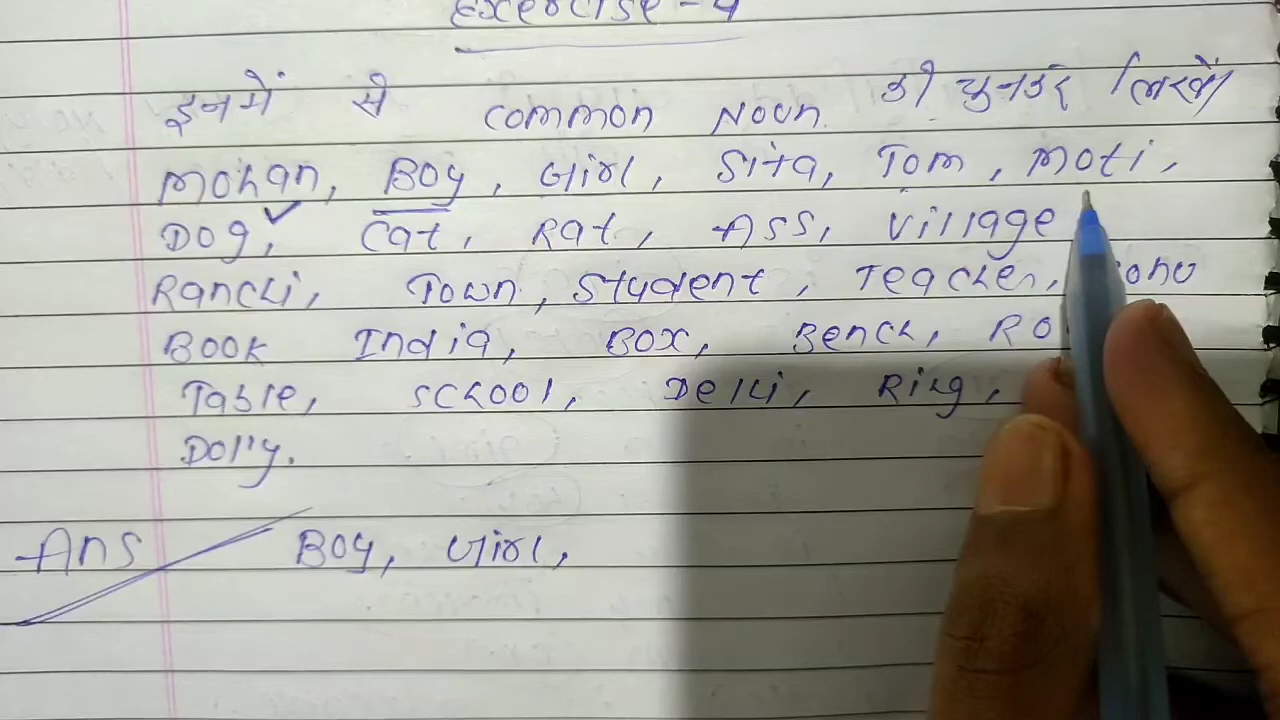 Exercise - 4
इनमें से common Noun. को चुनकर लिखें।
Mohan, Boy, Girl, Sita, Tom, Moti,
Dog, Cat, Rat, Ass, Village
Ranchi, Town, Student, Teacher,
Book India, Box, Bench,
Table, School, Delhi, Ring,
Dolly.
Ans Boy, Girl,